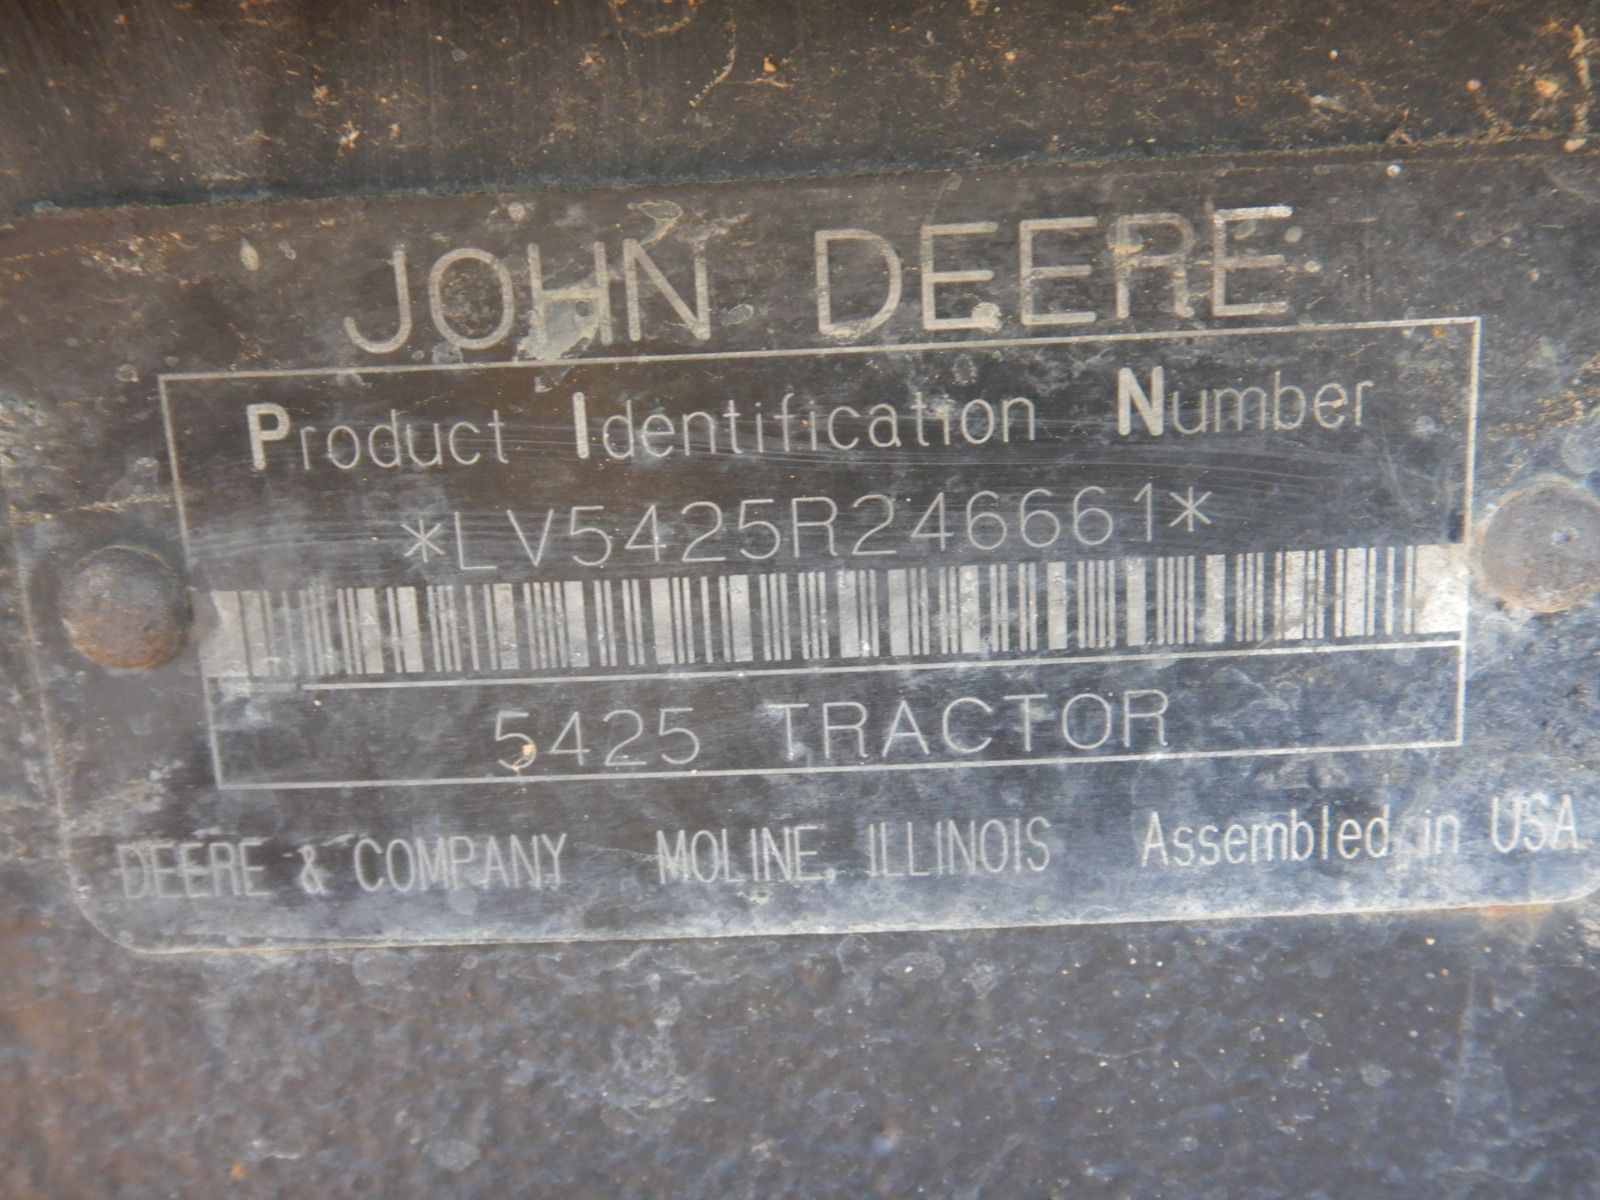 JOHN DEERE
Product Identification Number
*LV5425R246661*
5425 TRACTOR
DEERE & COMPANY MOLINE, ILLINOIS Assembled in USA